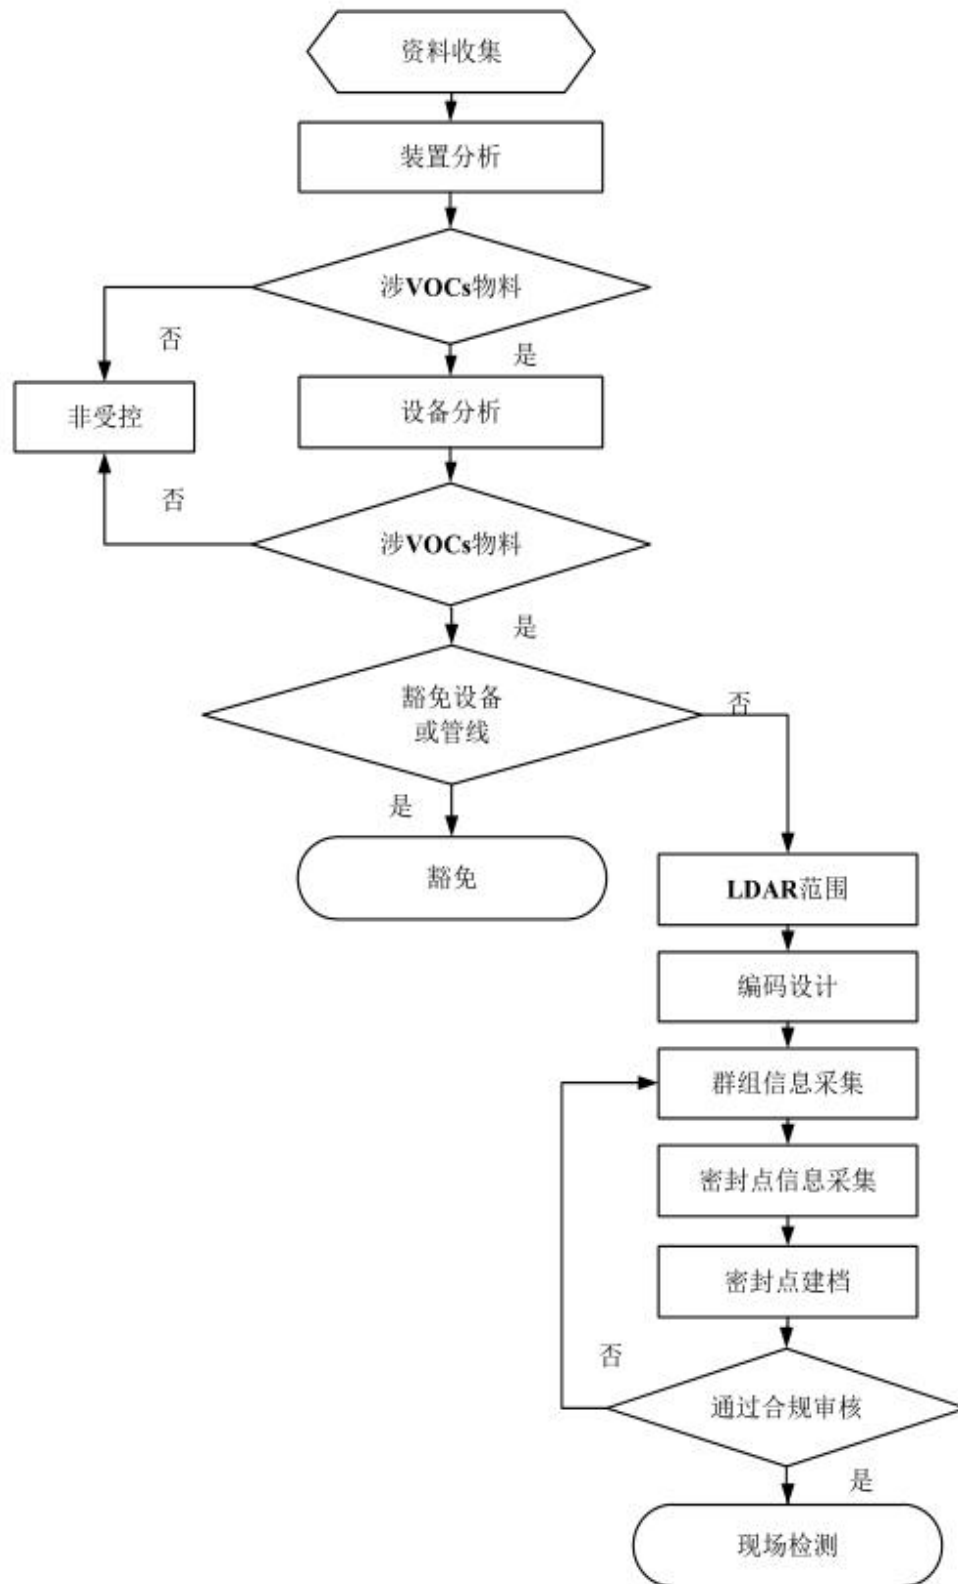 资料收集
装置分析
涉VOCs物料
否
是
非受控
设备分析
否
涉VOCs物料
是
豁免设备
或管线
否
是
豁免
LDAR范围
编码设计
群组信息采集
密封点信息采集
密封点建档
否
通过合规审核
是
现场检测